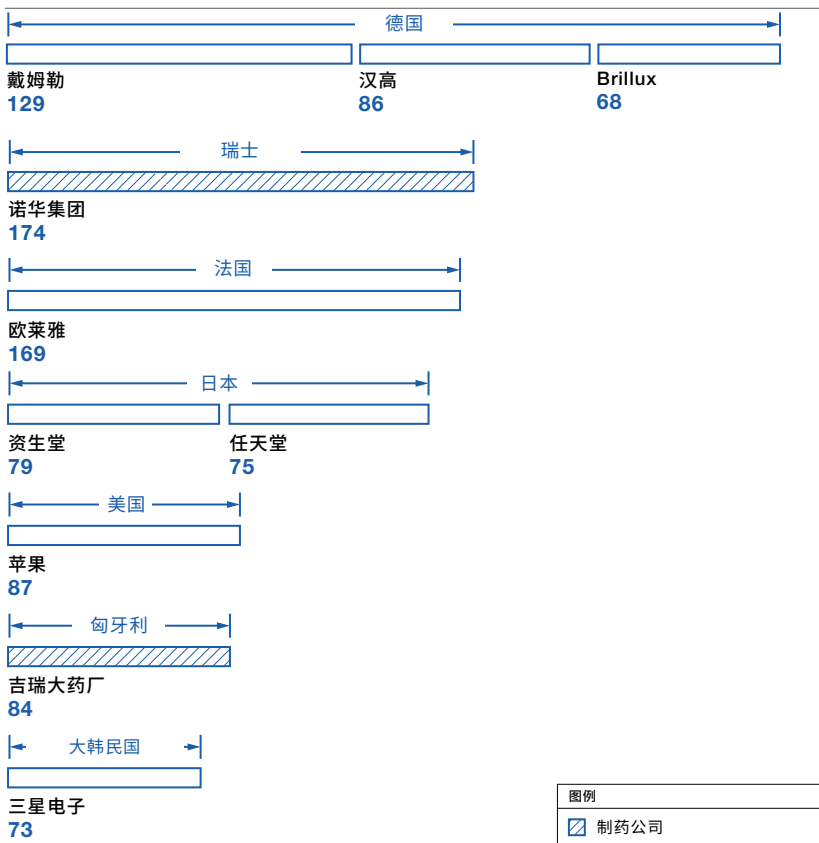 德国
戴姆勒 汉高 Brillux
129 86 68
瑞士
诺华集团
174
法国
欧莱雅
169
日本
资生堂 任天堂
79 75
美国
苹果
87
匈牙利
吉瑞大药厂
84
大韩民国
三星电子
73
图例
制药公司